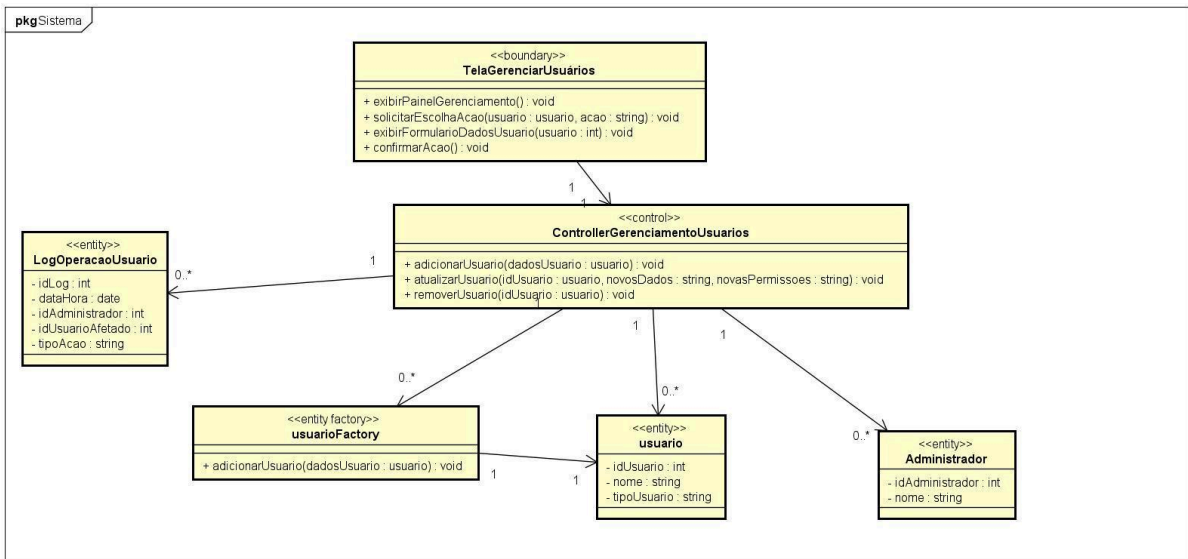 pkg Sistema
<<boundary>>
TelaGerenciarUsuários
+ exibirPainelGerenciamento() : void
+ solicitarEscolhaAcao(usuario : usuario, acao : string) : void
+ exibirFormularioDadosUsuario(usuario : int) : void
+ confirmarAcao() : void
1
1
<<control>>
ControllerGerenciamentoUsuarios
+ adicionarUsuario(dadosUsuario : usuario) : void
+ atualizarUsuario(idUsuario : usuario, novosDados : string, novasPermissoes : string) : void
+ removerUsuario(idUsuario : usuario) : void
<<entity>>
LogOperacaoUsuario
- idLog : int
- dataHora : date
- idAdministrador : int
- idUsuarioAfetado : int
- tipoAcao : string
0..*
1
1
1
1
0..*
0..*
0..*
<<entity factory>>
usuarioFactory
+ adicionarUsuario(dadosUsuario : usuario) : void
1
1
<<entity>>
usuario
- idUsuario : int
- nome : string
- tipoUsuario : string
<<entity>>
Administrador
- idAdministrador : int
- nome : string